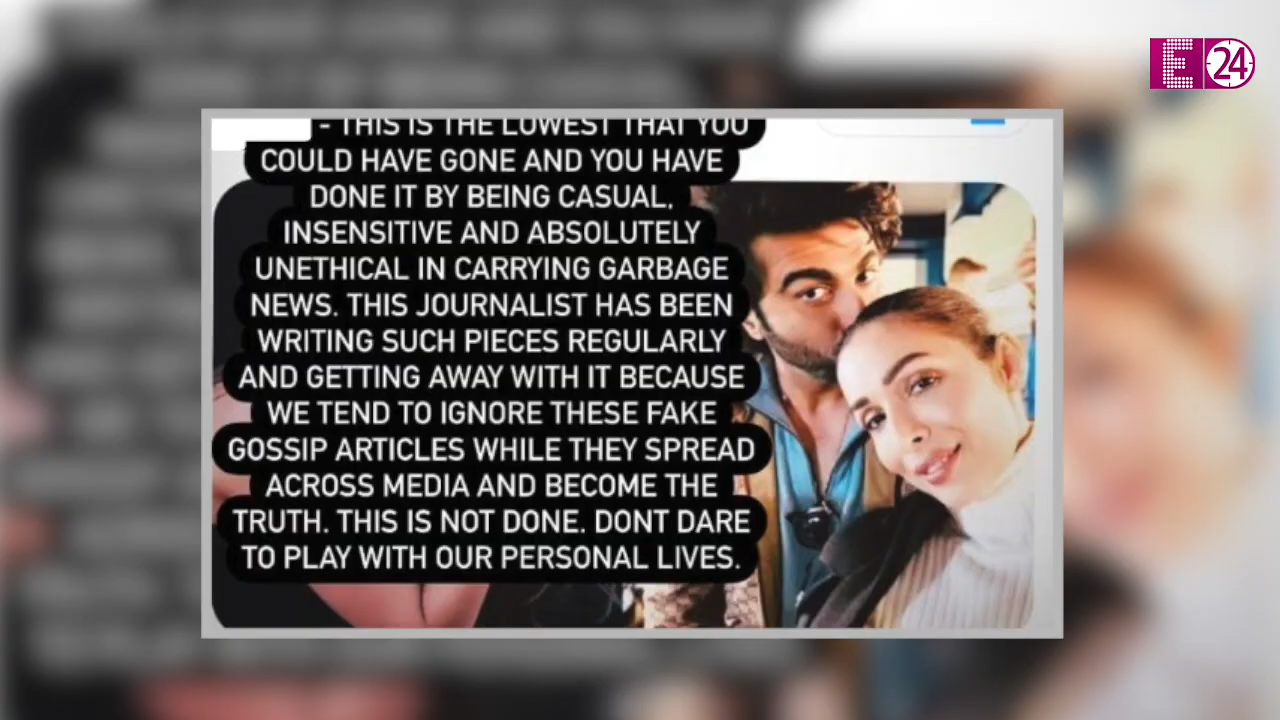 E 24
- THIS IS THE LOWEST THAT YOU
COULD HAVE GONE AND YOU HAVE
DONE IT BY BEING CASUAL,
INSENSITIVE AND ABSOLUTELY
UNETHICAL IN CARRYING GARBAGE
NEWS. THIS JOURNALIST HAS BEEN
WRITING SUCH PIECES REGULARLY
AND GETTING AWAY WITH IT BECAUSE
WE TEND TO IGNORE THESE FAKE
GOSSIP ARTICLES WHILE THEY SPREAD
ACROSS MEDIA AND BECOME THE
TRUTH. THIS IS NOT DONE. DONT DARE
TO PLAY WITH OUR PERSONAL LIVES.